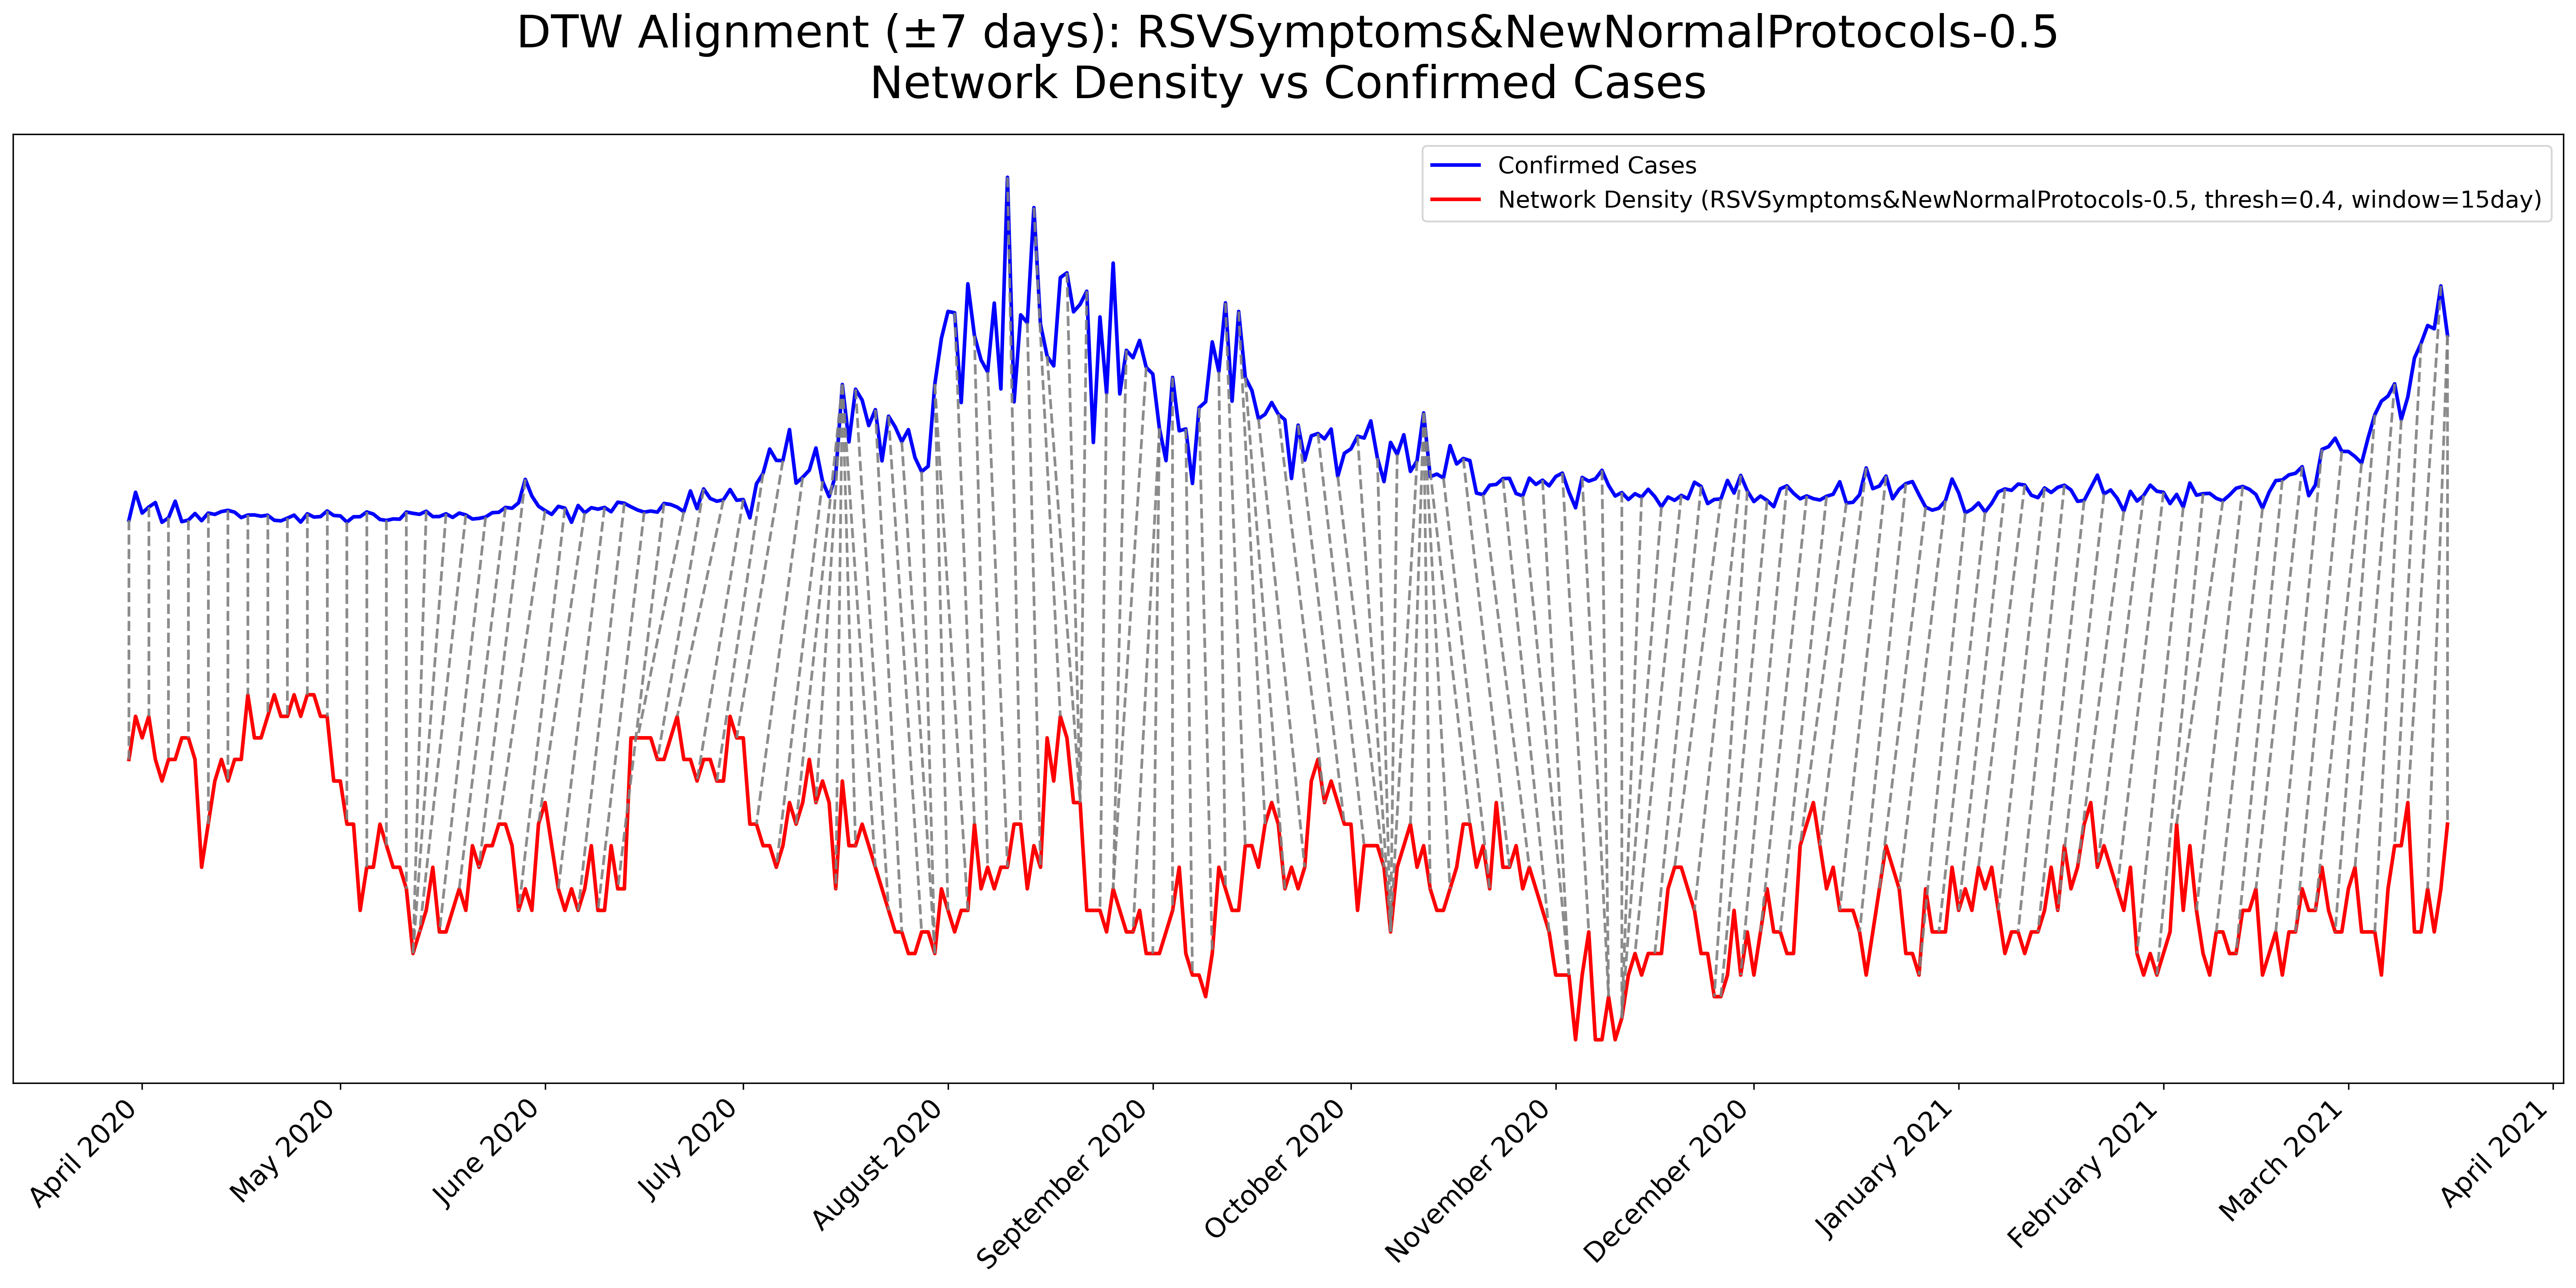 DTW Alignment (±7 days): RSVSymptoms&NewNormalProtocols-0.5
Network Density vs Confirmed Cases
Confirmed Cases
Network Density (RSVSymptoms&NewNormalProtocols-0.5, thresh=0.4, window=15day)
April 2020
May 2020
June 2020
July 2020
August 2020
September 2020
October 2020
November 2020
December 2020
January 2021
February 2021
March 2021
April 2021